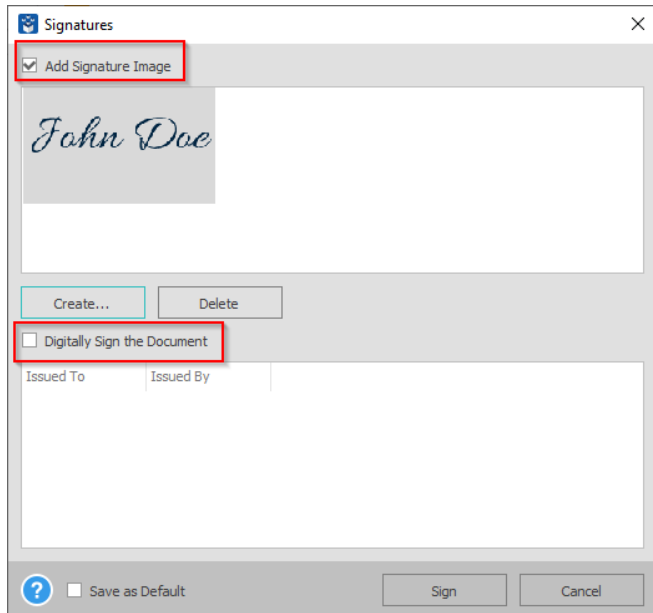 Signatures
Add Signature Image
John Doe
Create... Delete
Digitally Sign the Document
Issued To Issued By
? Save as Default Sign Cancel